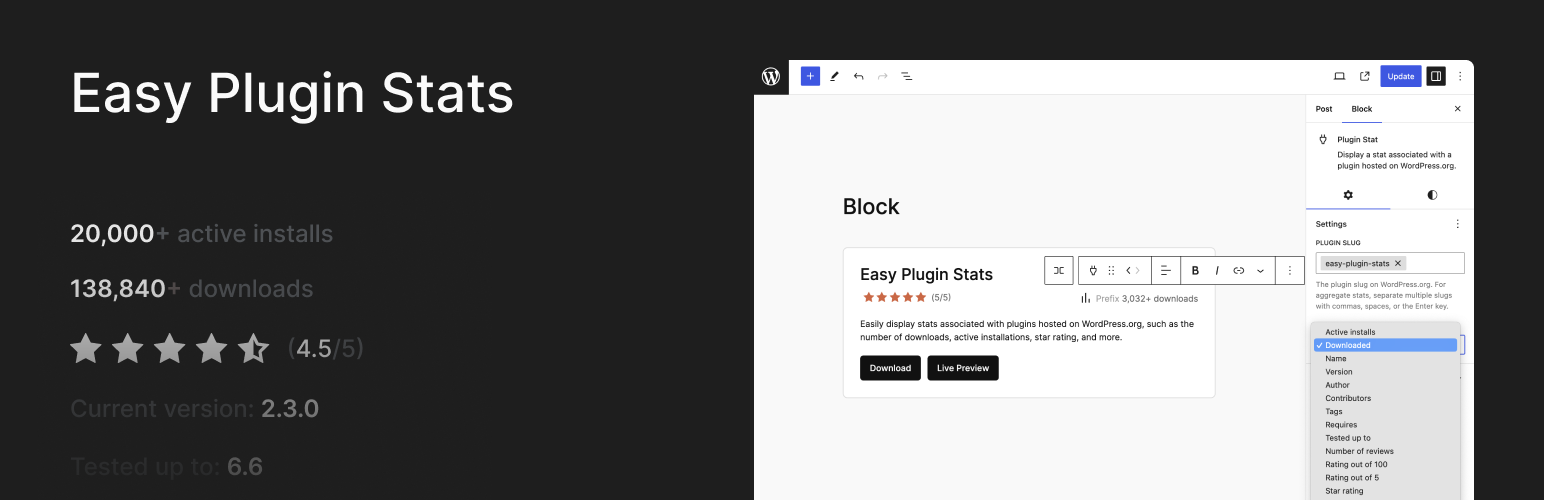 Easy Plugin Stats
20,000+ active installs
138,840+ downloads
(4.5/5)
Current version: 2.3.0
Tested up to: 6.6
Update
Post
Block
Plugin Stat
Display a stat associated with a
plugin hosted on WordPress.org.
Settings
PLUGIN SLUG
easy-plugin-stats
The plugin slug on WordPress.org. For
aggregate stats, separate multiple slugs
with commas, spaces, or the Enter key.
Active installs
Downloaded
Name
Version
Author
Contributors
Tags
Requires
Tested up to
Number of reviews
Rating out of 100
Rating out of 5
Star rating
Block
Easy Plugin Stats
B I
(5/5)
Prefix 3,032+ downloads
Easily display stats associated with plugins hosted on WordPress.org, such as the
number of downloads, active installations, star rating, and more.
Download
Live Preview